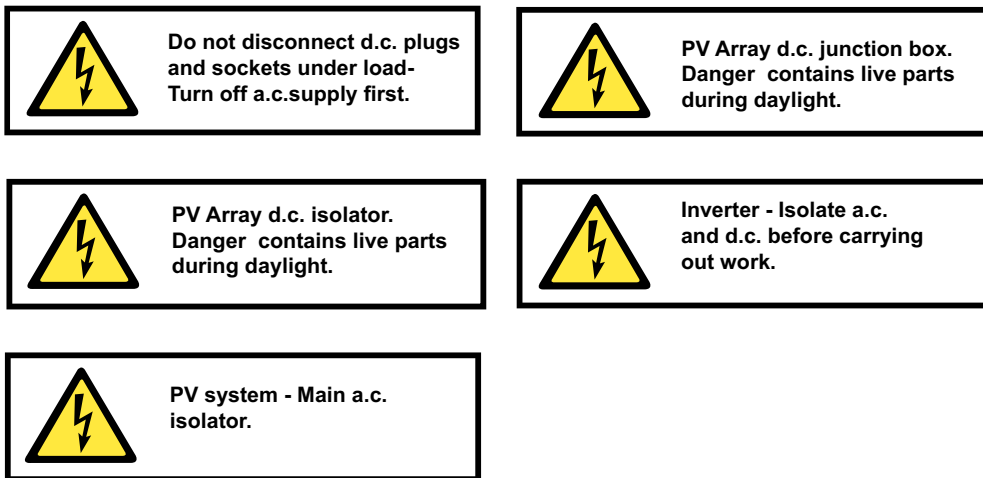 Do not disconnect d.c. plugs
and sockets under load-
Turn off a.c.supply first.
PV Array d.c. junction box.
Danger  contains live parts
during daylight.
PV Array d.c. isolator.
Danger  contains live parts
during daylight.
Inverter - Isolate a.c.
and d.c. before carrying
out work.
PV system - Main a.c.
isolator.